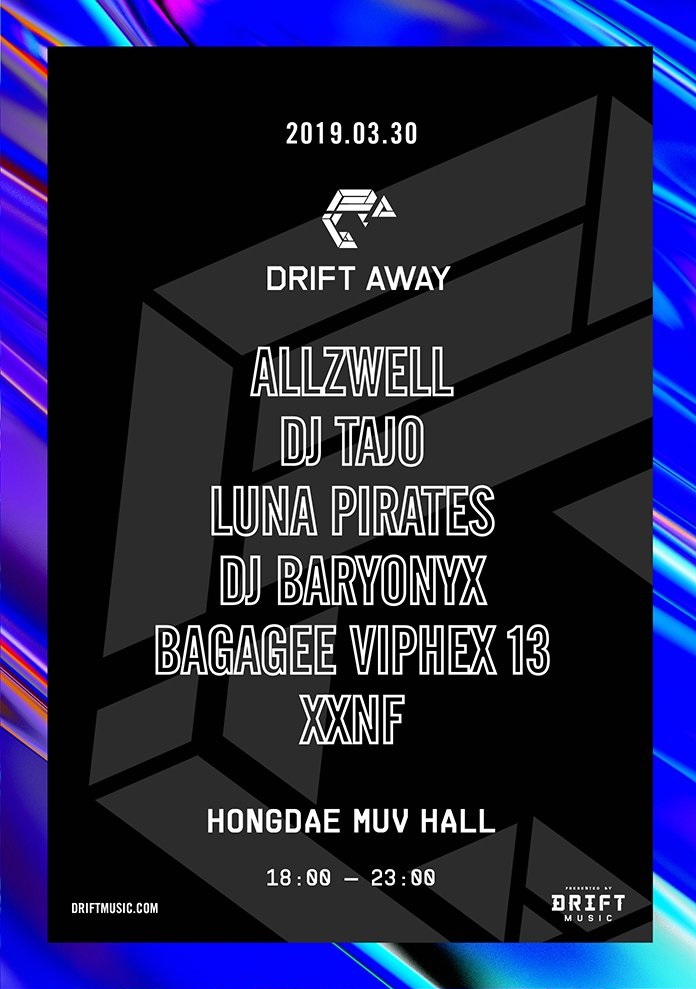 2019.03.30
DRIFT AWAY
ALLZWELL
DJ TAJO
LUNA PIRATES
DJ BARYONYX
BAGAGEE VIPHEX 13
XXNF
HONGDAE MUV HALL
18:00 — 23:00
DRIFTMUSIC.COM
PRESENTED BY
DRIFT
MUSIC